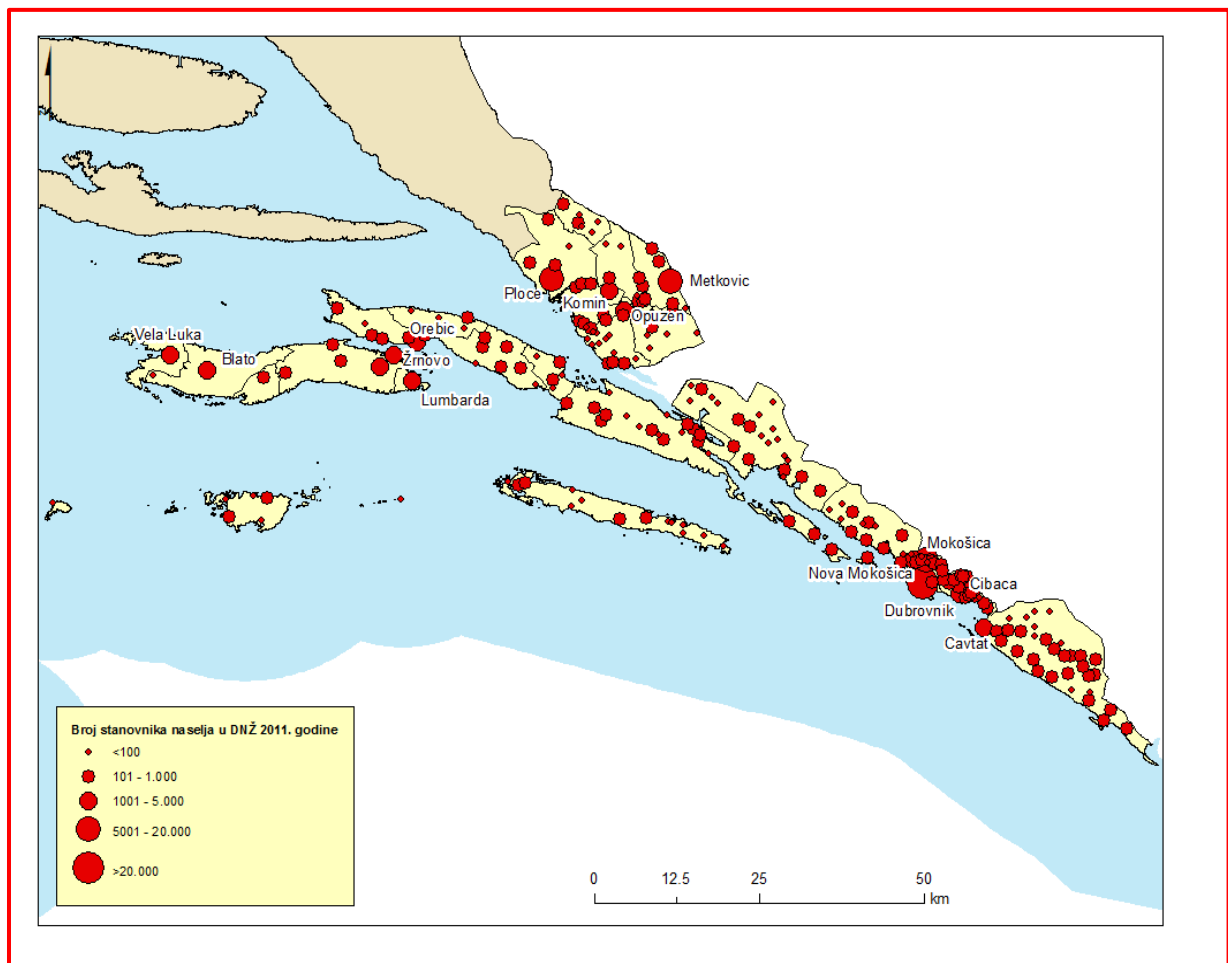 Metkovic
Ploce
Komin
Opuzen
Orebic
Vela Luka
Blato
Žrnovo
Lumbarda
Mokošica
Nova Mokošica
Cibaca
Dubrovnik
Cavtat
Broj stanovnika naselja u DNŽ 2011. godine
<100
101 - 1.000
1001 - 5.000
5001 - 20.000
>20.000
0 12.5 25 50
km